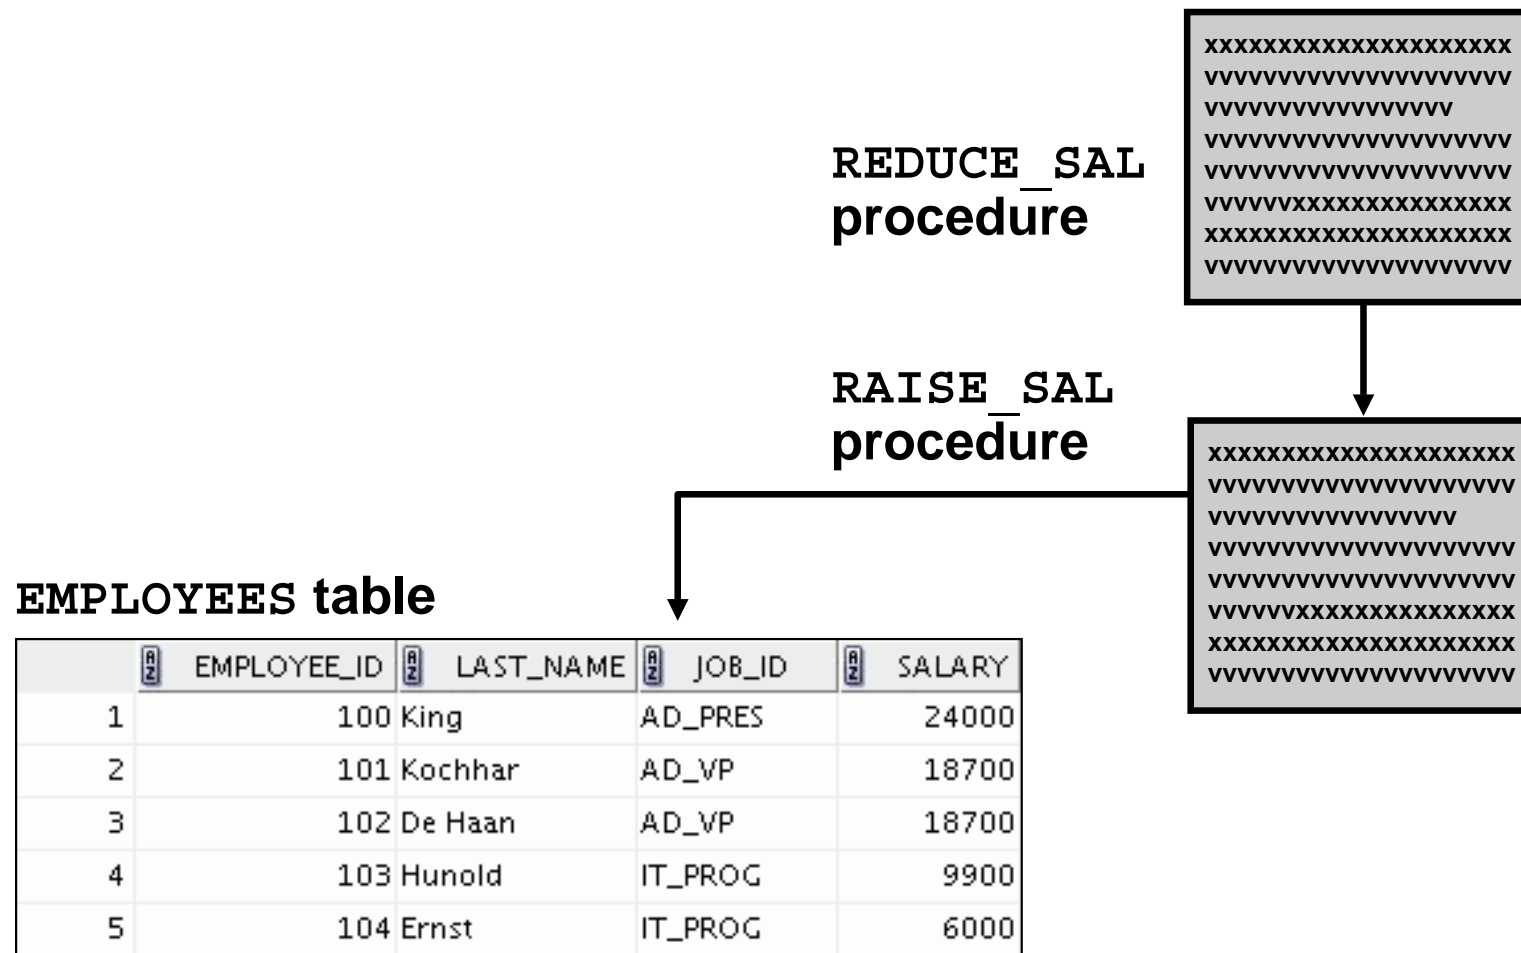 xxxxxxxxxxxxxxxxxxxxx
vvvvvvvvvvvvvvvvvvvvv
vvvvvvvvvvvvvvvvv
vvvvvvvvvvvvvvvvvvvvv
vvvvvvvvvvvvvvvvvvvvv
vvvvvvxxxxxxxxxxxxxxx
xxxxxxxxxxxxxxxxxxxxx
vvvvvvvvvvvvvvvvvvvvv
REDUCE_SAL
procedure
RAISE_SAL
procedure
xxxxxxxxxxxxxxxxxxxxx
vvvvvvvvvvvvvvvvvvvvv
vvvvvvvvvvvvvvvvv
vvvvvvvvvvvvvvvvvvvvv
vvvvvvvvvvvvvvvvvvvvv
vvvvvvxxxxxxxxxxxxxxx
xxxxxxxxxxxxxxxxxxxxx
vvvvvvvvvvvvvvvvvvvvv
EMPLOYEES table
EMPLOYEE_ID LAST_NAME JOB_ID SALARY
1 100 King AD_PRES 24000
2 101 Kochhar AD_VP 18700
3 102 De Haan AD_VP 18700
4 103 Hunold IT_PROG 9900
5 104 Ernst IT_PROG 6000